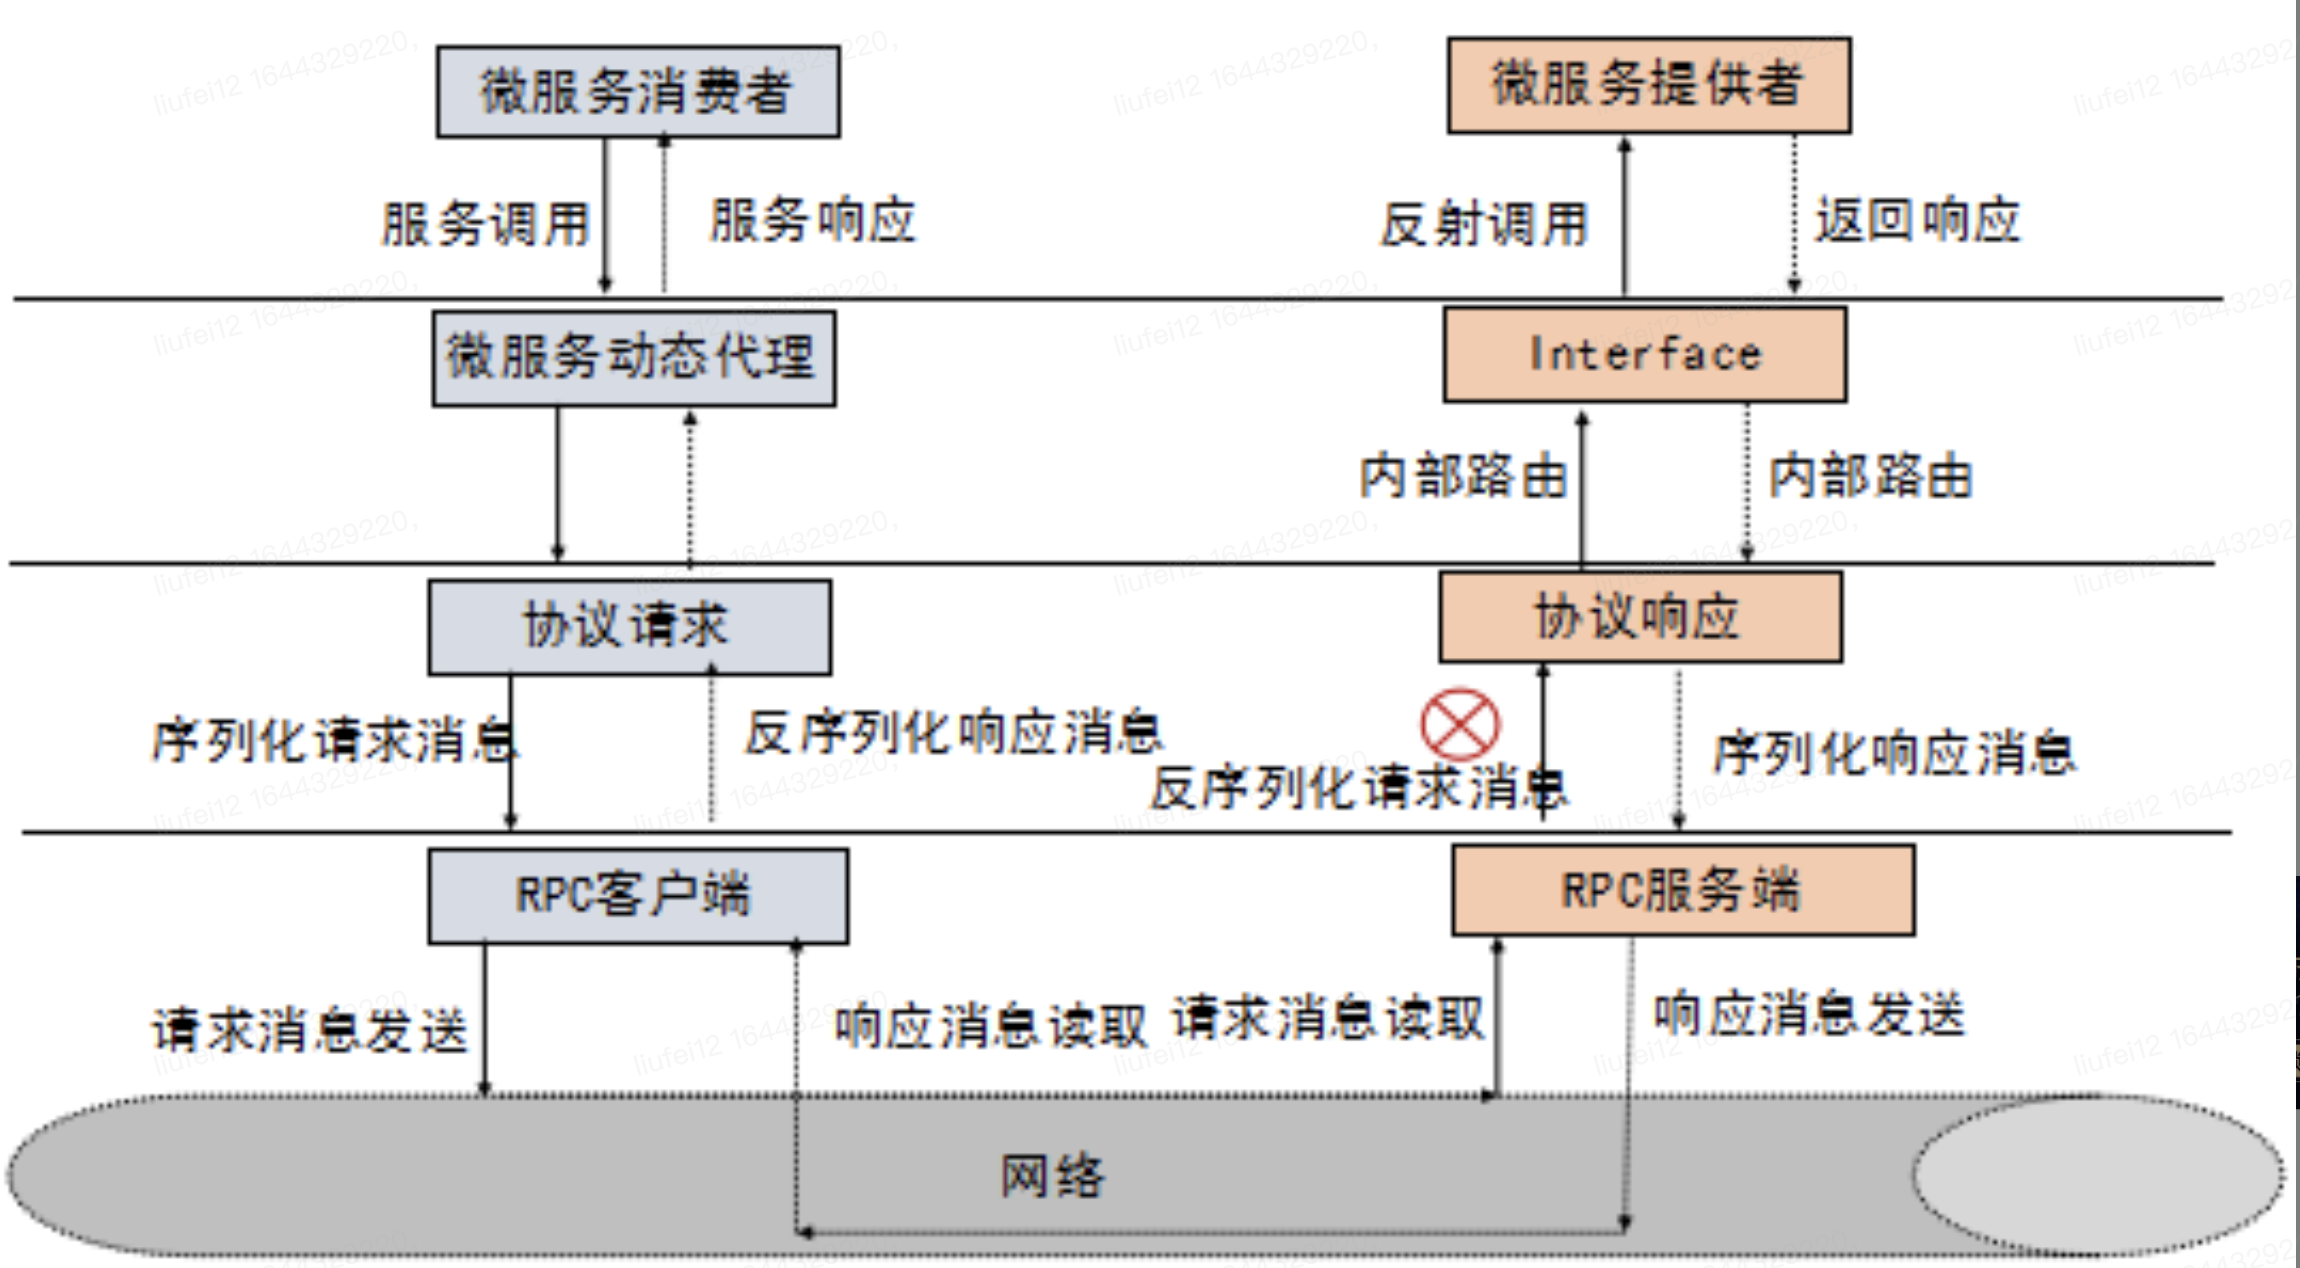 微服务消费者
微服务提供者
服务调用
服务响应
反射调用
返回响应
微服务动态代理
Interface
内部路由
内部路由
协议请求
协议响应
序列化请求消息
反序列化响应消息
反序列化请求消息
序列化响应消息
RPC客户端
RPC服务端
请求消息发送
响应消息读取
请求消息读取
响应消息发送
网络
liufei12 1644329220,